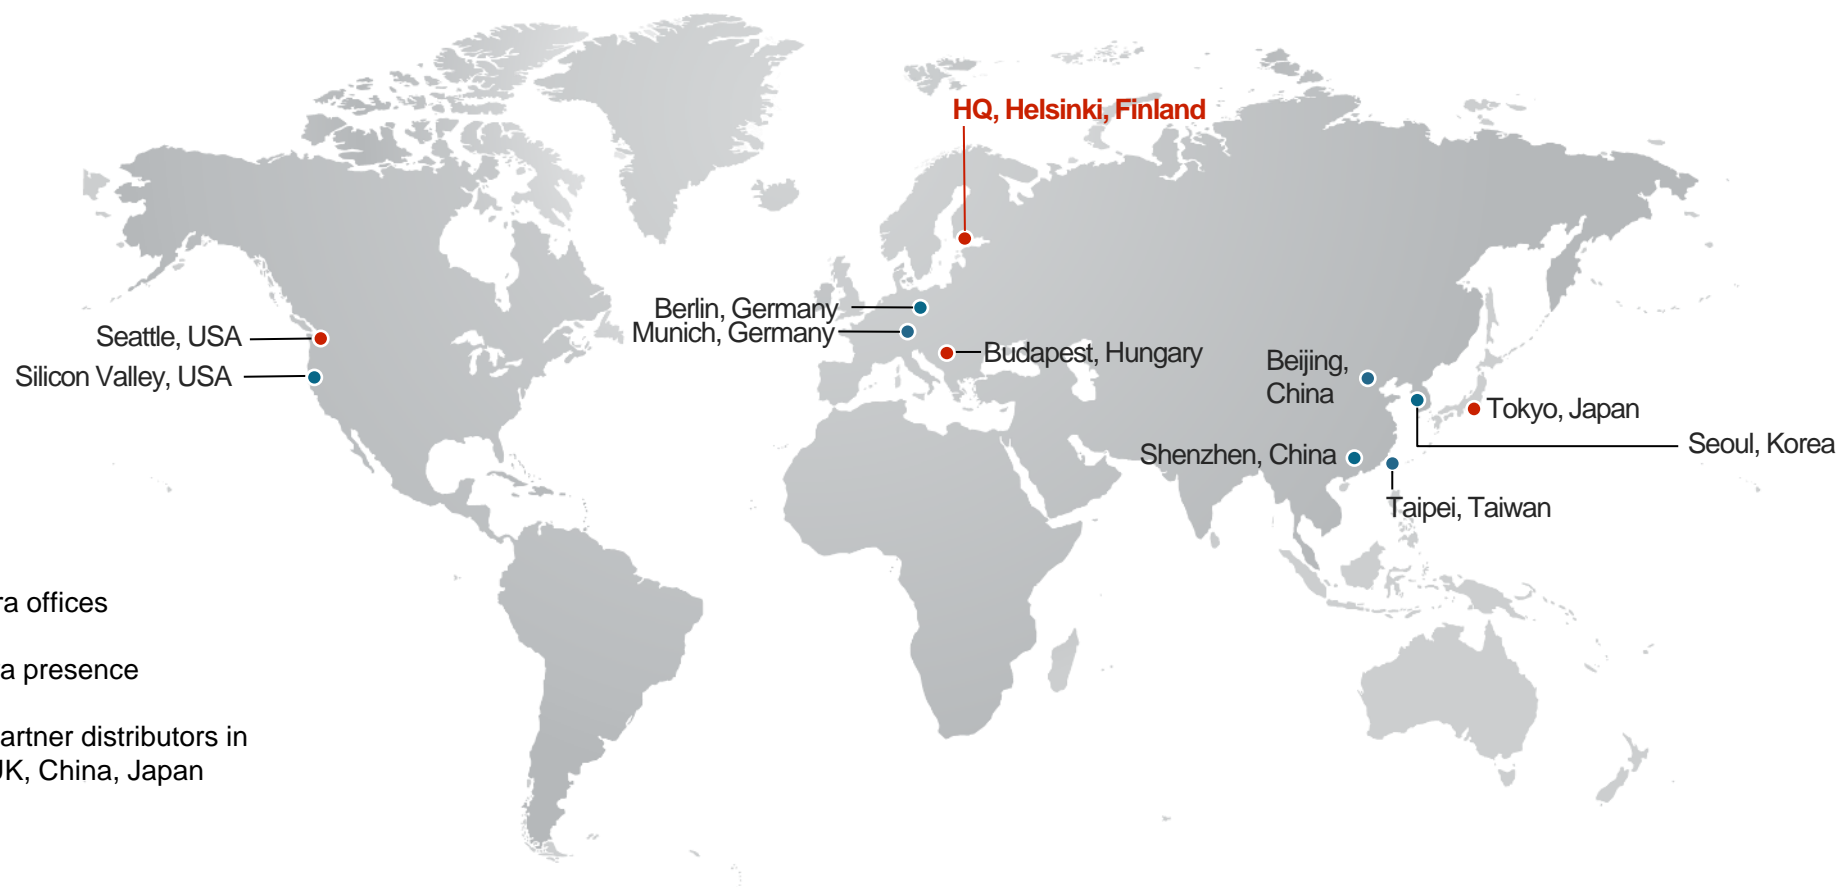 HQ, Helsinki, Finland
Berlin, Germany
Munich, Germany
Seattle, USA
Budapest, Hungary
Silicon Valley, USA
Beijing,
China
Tokyo, Japan
Seoul, Korea
Shenzhen, China
Taipei, Taiwan
offices
a presence
distributors in
China, Japan